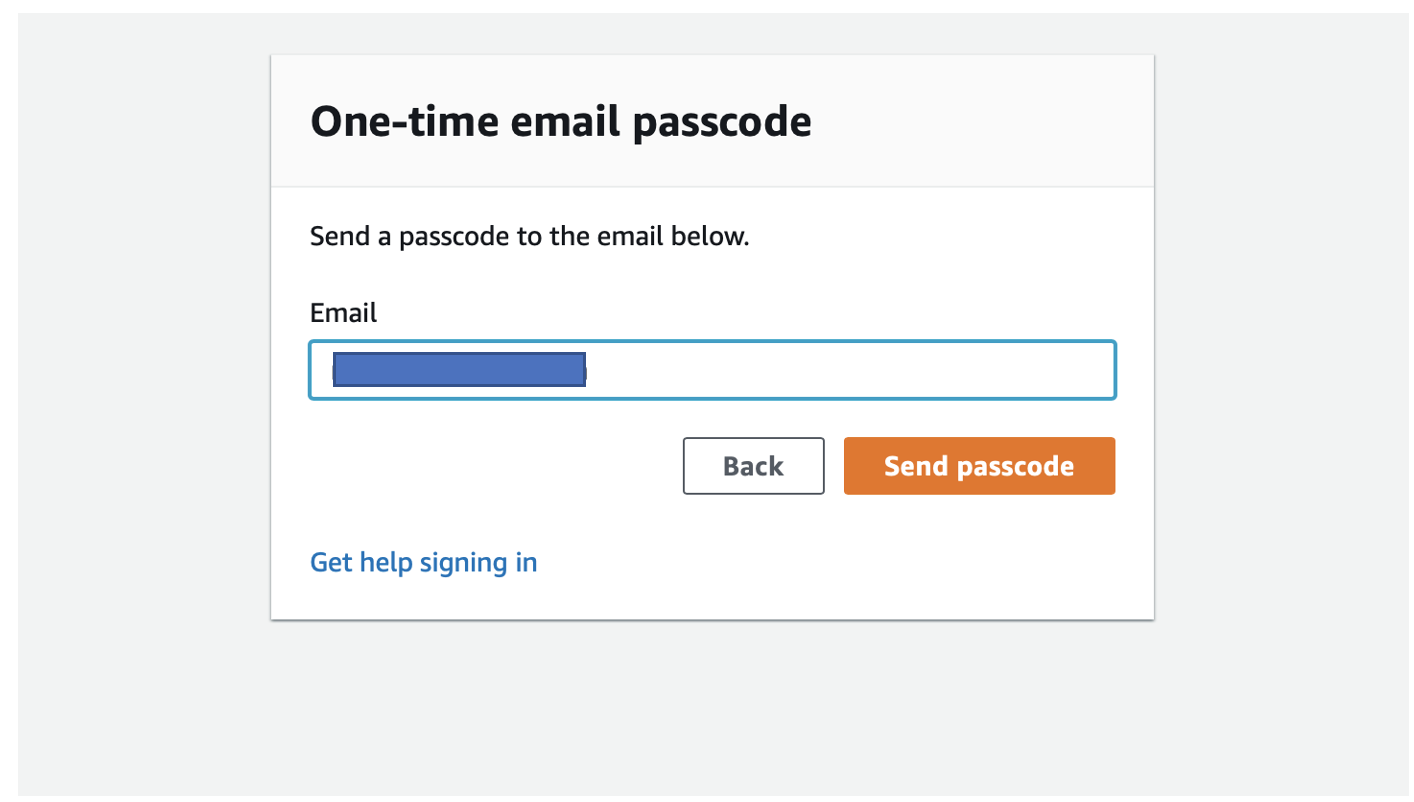 One-time email passcode
Send a passcode to the email below.
Email
Back
Send passcode
Get help signing in